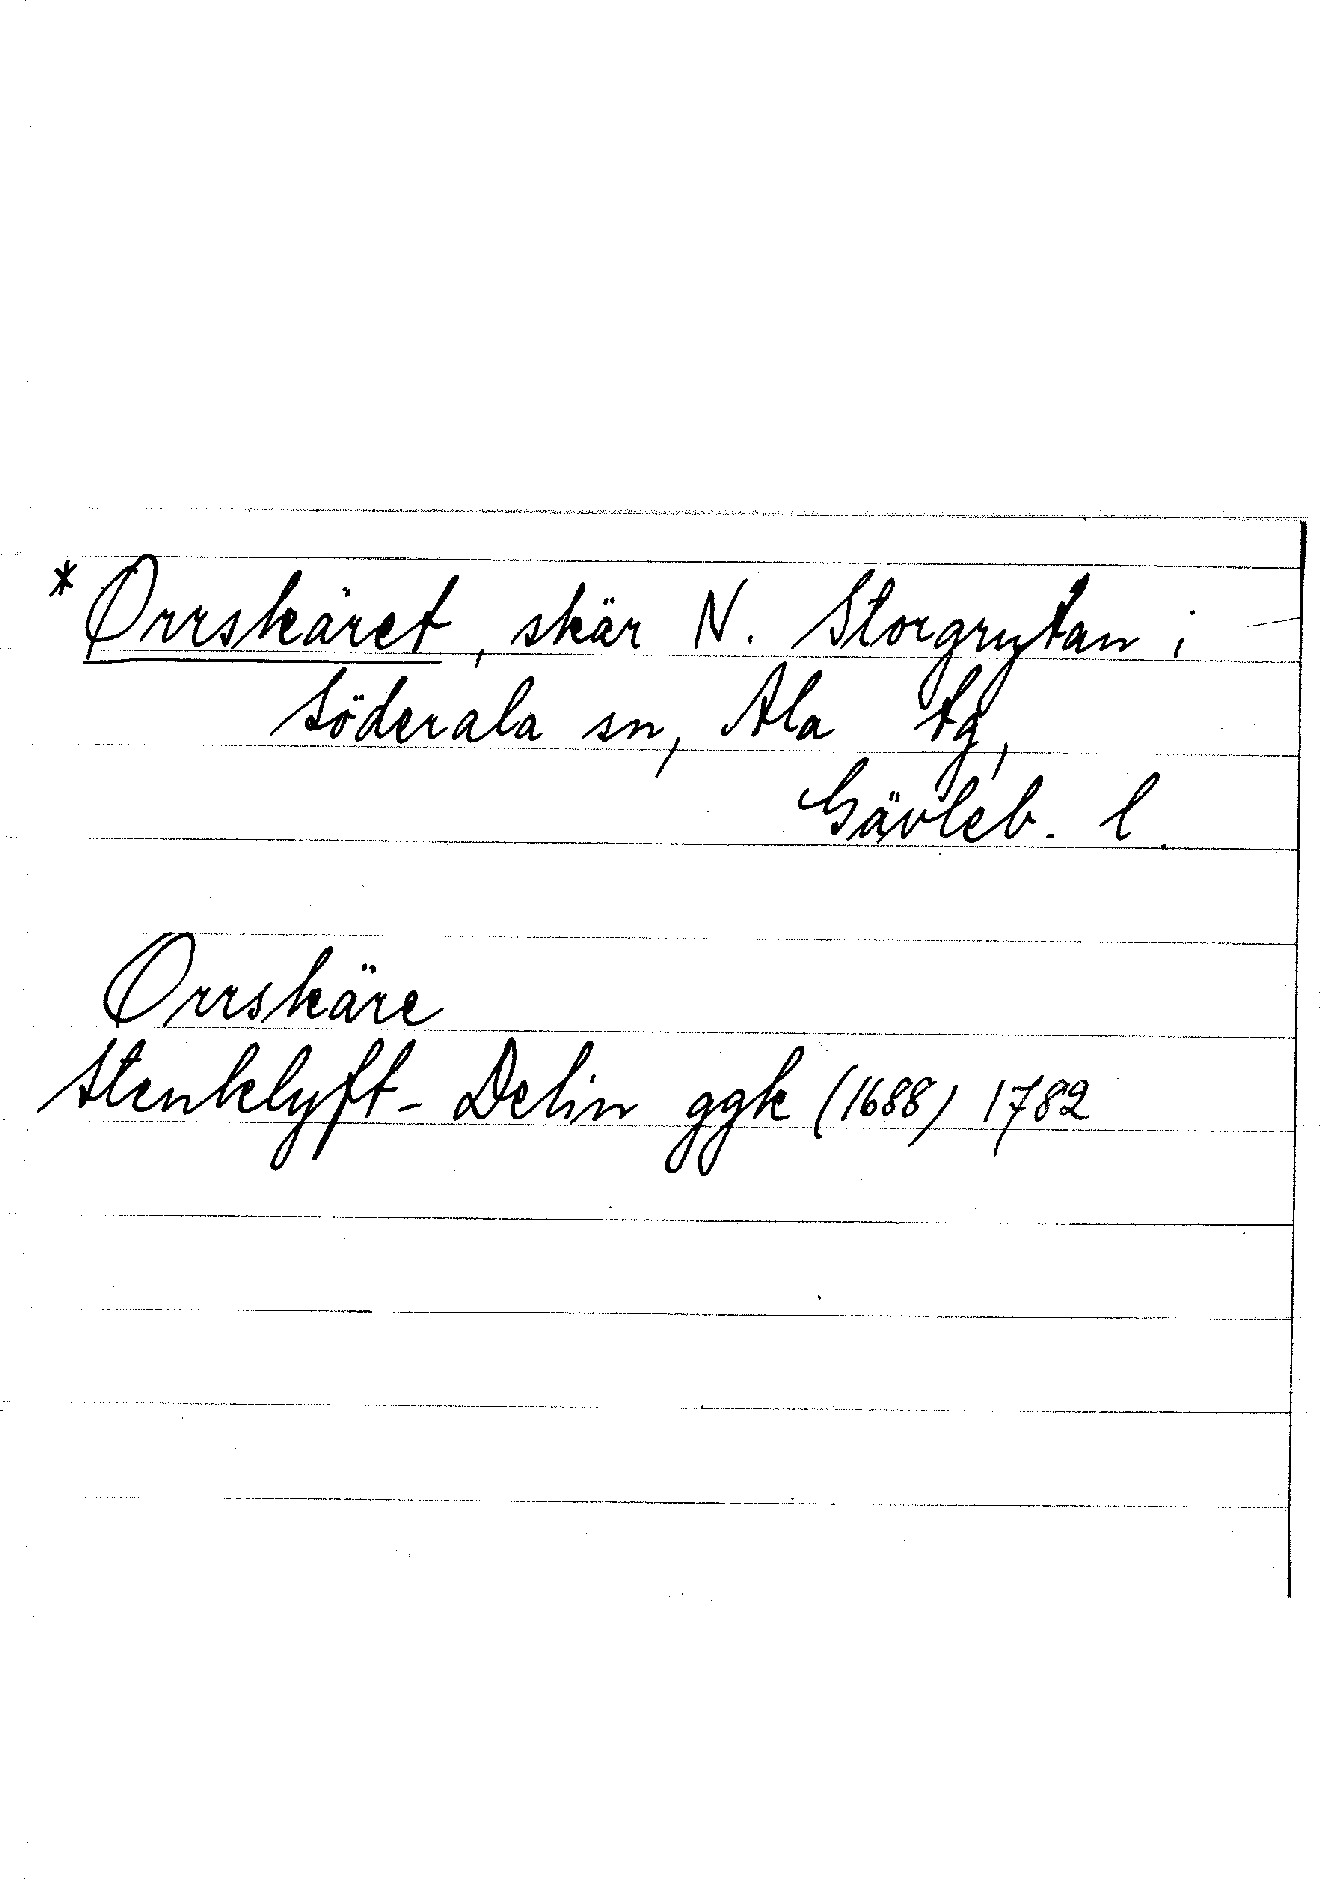 * Orrskäret, skär N. Storgrytan i
Söderala sn, Ala tg,
Gävleb. l.
Orrskäre
Stenklyft - Delin ggk (1688) 1782